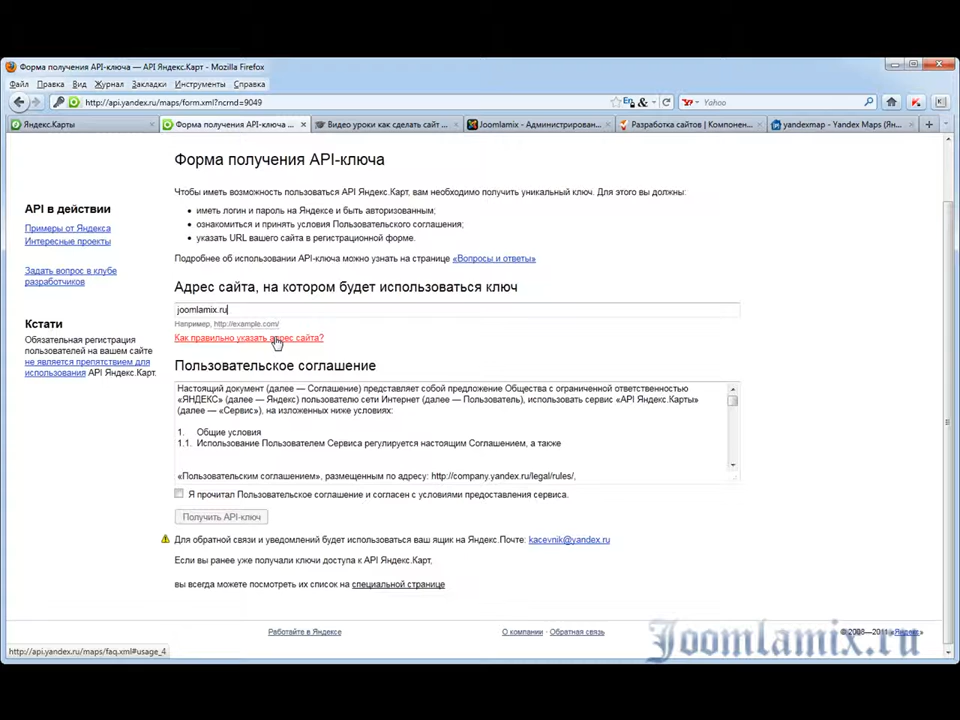 Форма получения API-ключа — API Яндекс.Карт - Mozilla Firefox
Файл Правка Вид Журнал Закладки Инструменты Справка
http://api.yandex.ru/maps/form.xml?ncrnd=9049
Yahoo
Яндекс.Карты
Форма получения API-ключа ...
Видео уроки как сделать сайт ...
Joomlamix - Администрирован...
Разработка сайтов | Компонен...
yandexmap - Yandex Maps (Ян...
Форма получения API-ключа
Чтобы иметь возможность пользоваться API Яндекс.Карт, вам необходимо получить уникальный ключ. Для этого вы должны:
• иметь логин и пароль на Яндексе и быть авторизованным;
• ознакомиться и принять условия Пользовательского соглашения;
• указать URL вашего сайта в регистрационной форме.
Подробнее об использовании API-ключа можно узнать на странице «Вопросы и ответы»
API в действии
Примеры от Яндекса
Интересные проекты
Задать вопрос в клубе
разработчиков
Кстати
Обязательная регистрация
пользователей на вашем сайте
не является препятствием для
использования API Яндекс.Карт.
Адрес сайта, на котором будет использоваться ключ
joomlamix.ru
Например, http://example.com/
Как правильно указать адрес сайта?
Пользовательское соглашение
Настоящий документ (далее — Соглашение) представляет собой предложение Общества с ограниченной ответственностью
«ЯНДЕКС» (далее — Яндекс) пользователю сети Интернет (далее — Пользователь), использовать сервис «API Яндекс.Карты»
(далее — «Сервис»), на изложенных ниже условиях:
1. Общие условия
1.1. Использование Пользователем Сервиса регулируется настоящим Соглашением, а также
«Пользовательским соглашением», размещенным по адресу: http://company.yandex.ru/legal/rules/,
Я прочитал Пользовательское соглашение и согласен с условиями предоставления сервиса.
Получить API-ключ
Для обратной связи и уведомлений будет использоваться ваш ящик на Яндекс.Почте: kacevnik@yandex.ru
Если вы ранее уже получали ключи доступа к API Яндекс.Карт,
вы всегда можете посмотреть их список на специальной странице
Работайте в Яндексе
О компании · Обратная связь
© 2008—2011 «Яндекс»
Joomlamix.ru
http://api.yandex.ru/maps/faq.xml#usage_4